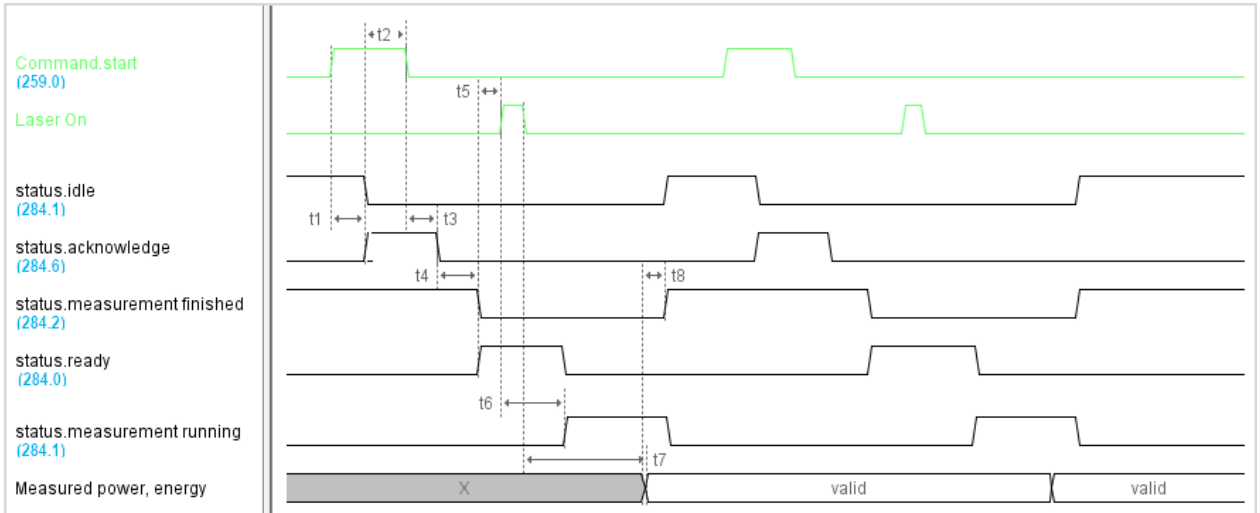 t2
Command.start
(259.0)
t5
Laser On
status.idle
(284.1)
t1
t3
status.acknowledge
(284.6)
t4
t8
status.measurement finished
(284.2)
status.ready
(284.0)
t6
status.measurement running
(284.1)
t7
Measured power, energy
X
valid
valid